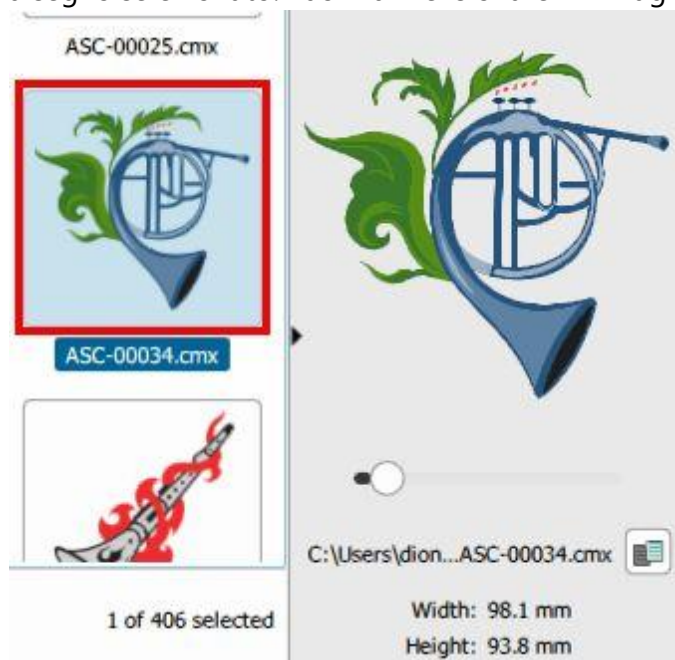 ASC-00025.cmx
ASC-00034.cmx
1 of 406 selected
C:\Users\dion...ASC-00034.cmx
Width: 98.1 mm
Height: 93.8 mm